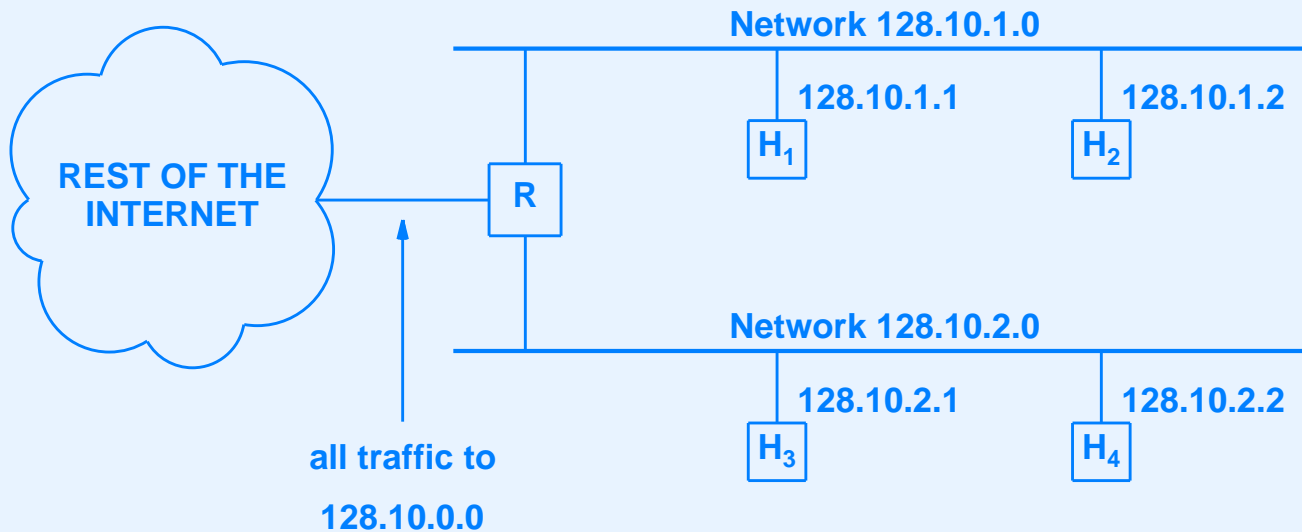 Network 128.10.1.0
128.10.1.1
128.10.1.2
H1
H2
REST OF THE
INTERNET
R
Network 128.10.2.0
128.10.2.1
128.10.2.2
H3
H4
all traffic to
128.10.0.0